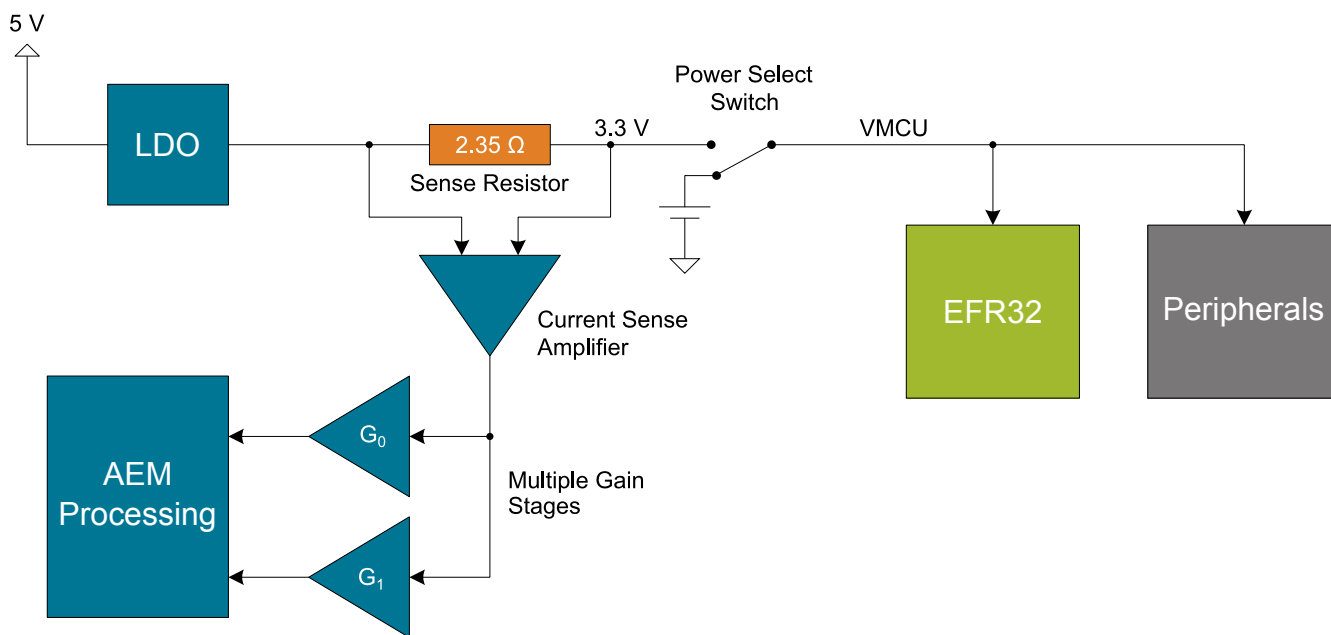 5 V
LDO
2.35 Ω
Sense Resistor
3.3 V
Power Select
Switch
VMCU
EFR32
Peripherals
Current Sense
Amplifier
AEM
Processing
G₀
Multiple Gain
Stages
G₁